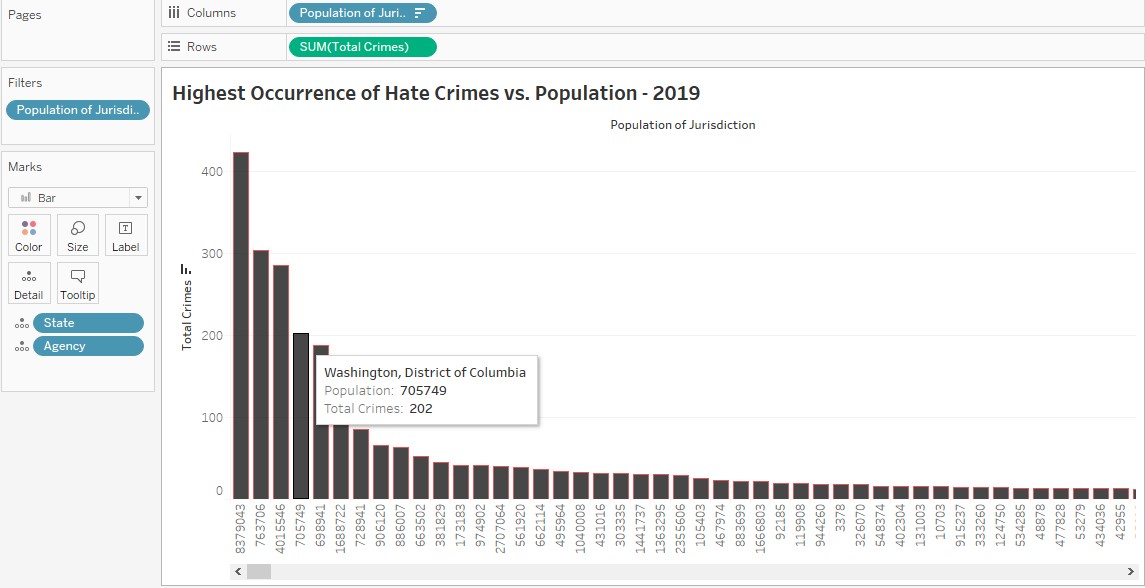 Pages
Columns
Population of Juri..
Rows
SUM(Total Crimes)
Filters
Population of Jurisdi..
Marks
Bar
Color
Size
Label
Detail
Tooltip
State
Agency
Highest Occurrence of Hate Crimes vs. Population - 2019
Population of Jurisdiction
Total Crimes
400
300
200
100
0
Washington, District of Columbia
Population: 705749
Total Crimes: 202
8379043
763706
4015546
705749
698941
1688722
728941
906120
886007
663502
381829
173183
974902
2707064
561920
662114
495964
1040008
431016
303335
1441737
1363295
2355606
105403
467974
883699
1666803
92185
119908
944260
3378
326070
548374
402304
131003
10703
915237
333260
124750
534285
48878
477828
53279
434036
42955